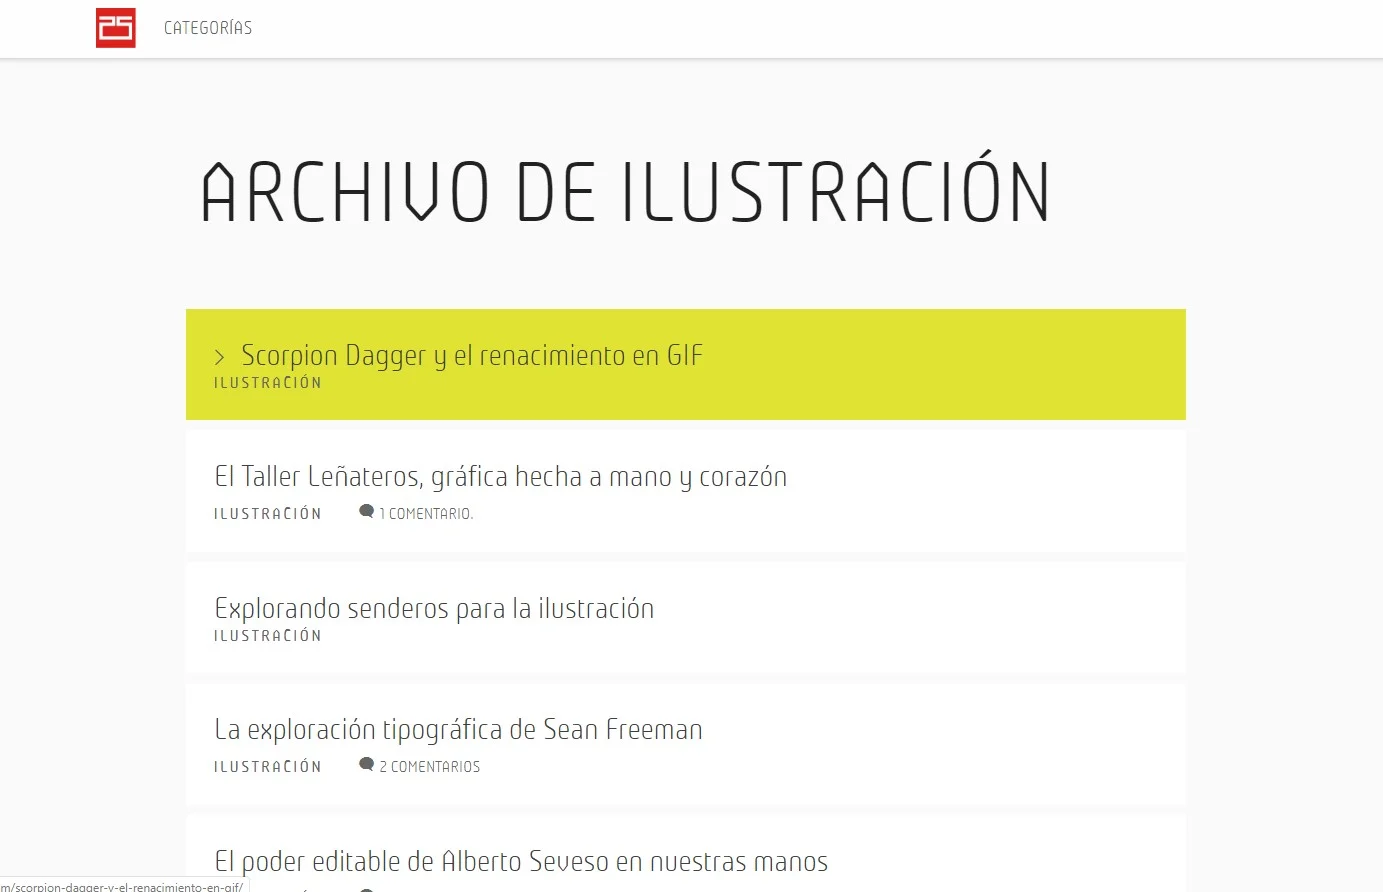 25
CATEGORÍAS
ARCHIVO DE ILUSTRACIÓN
> Scorpion Dagger y el renacimiento en GIF
ILUSTRACIÓN
El Taller Leñateros, gráfica hecha a mano y corazón
ILUSTRACIÓN 1 COMENTARIO.
Explorando senderos para la ilustración
ILUSTRACIÓN
La exploración tipográfica de Sean Freeman
ILUSTRACIÓN 2 COMENTARIOS
El poder editable de Alberto Seveso en nuestras manos
m/scorpion-dagger-y-el-renacimiento-en-gif/